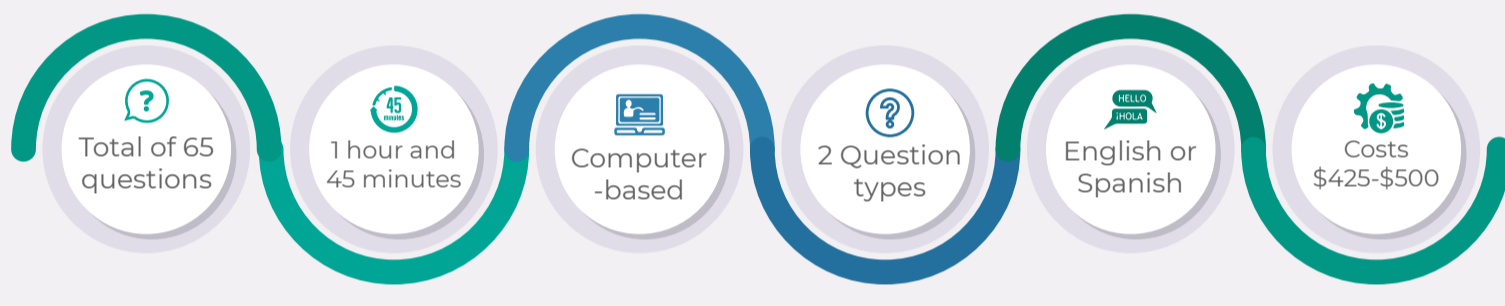 ?
Total of 65
questions
45
minutes
1 hour and
45 minutes
Computer
-based
?
2 Question
types
HELLO
¡HOLA
English or
Spanish
$
Costs
$425-$500